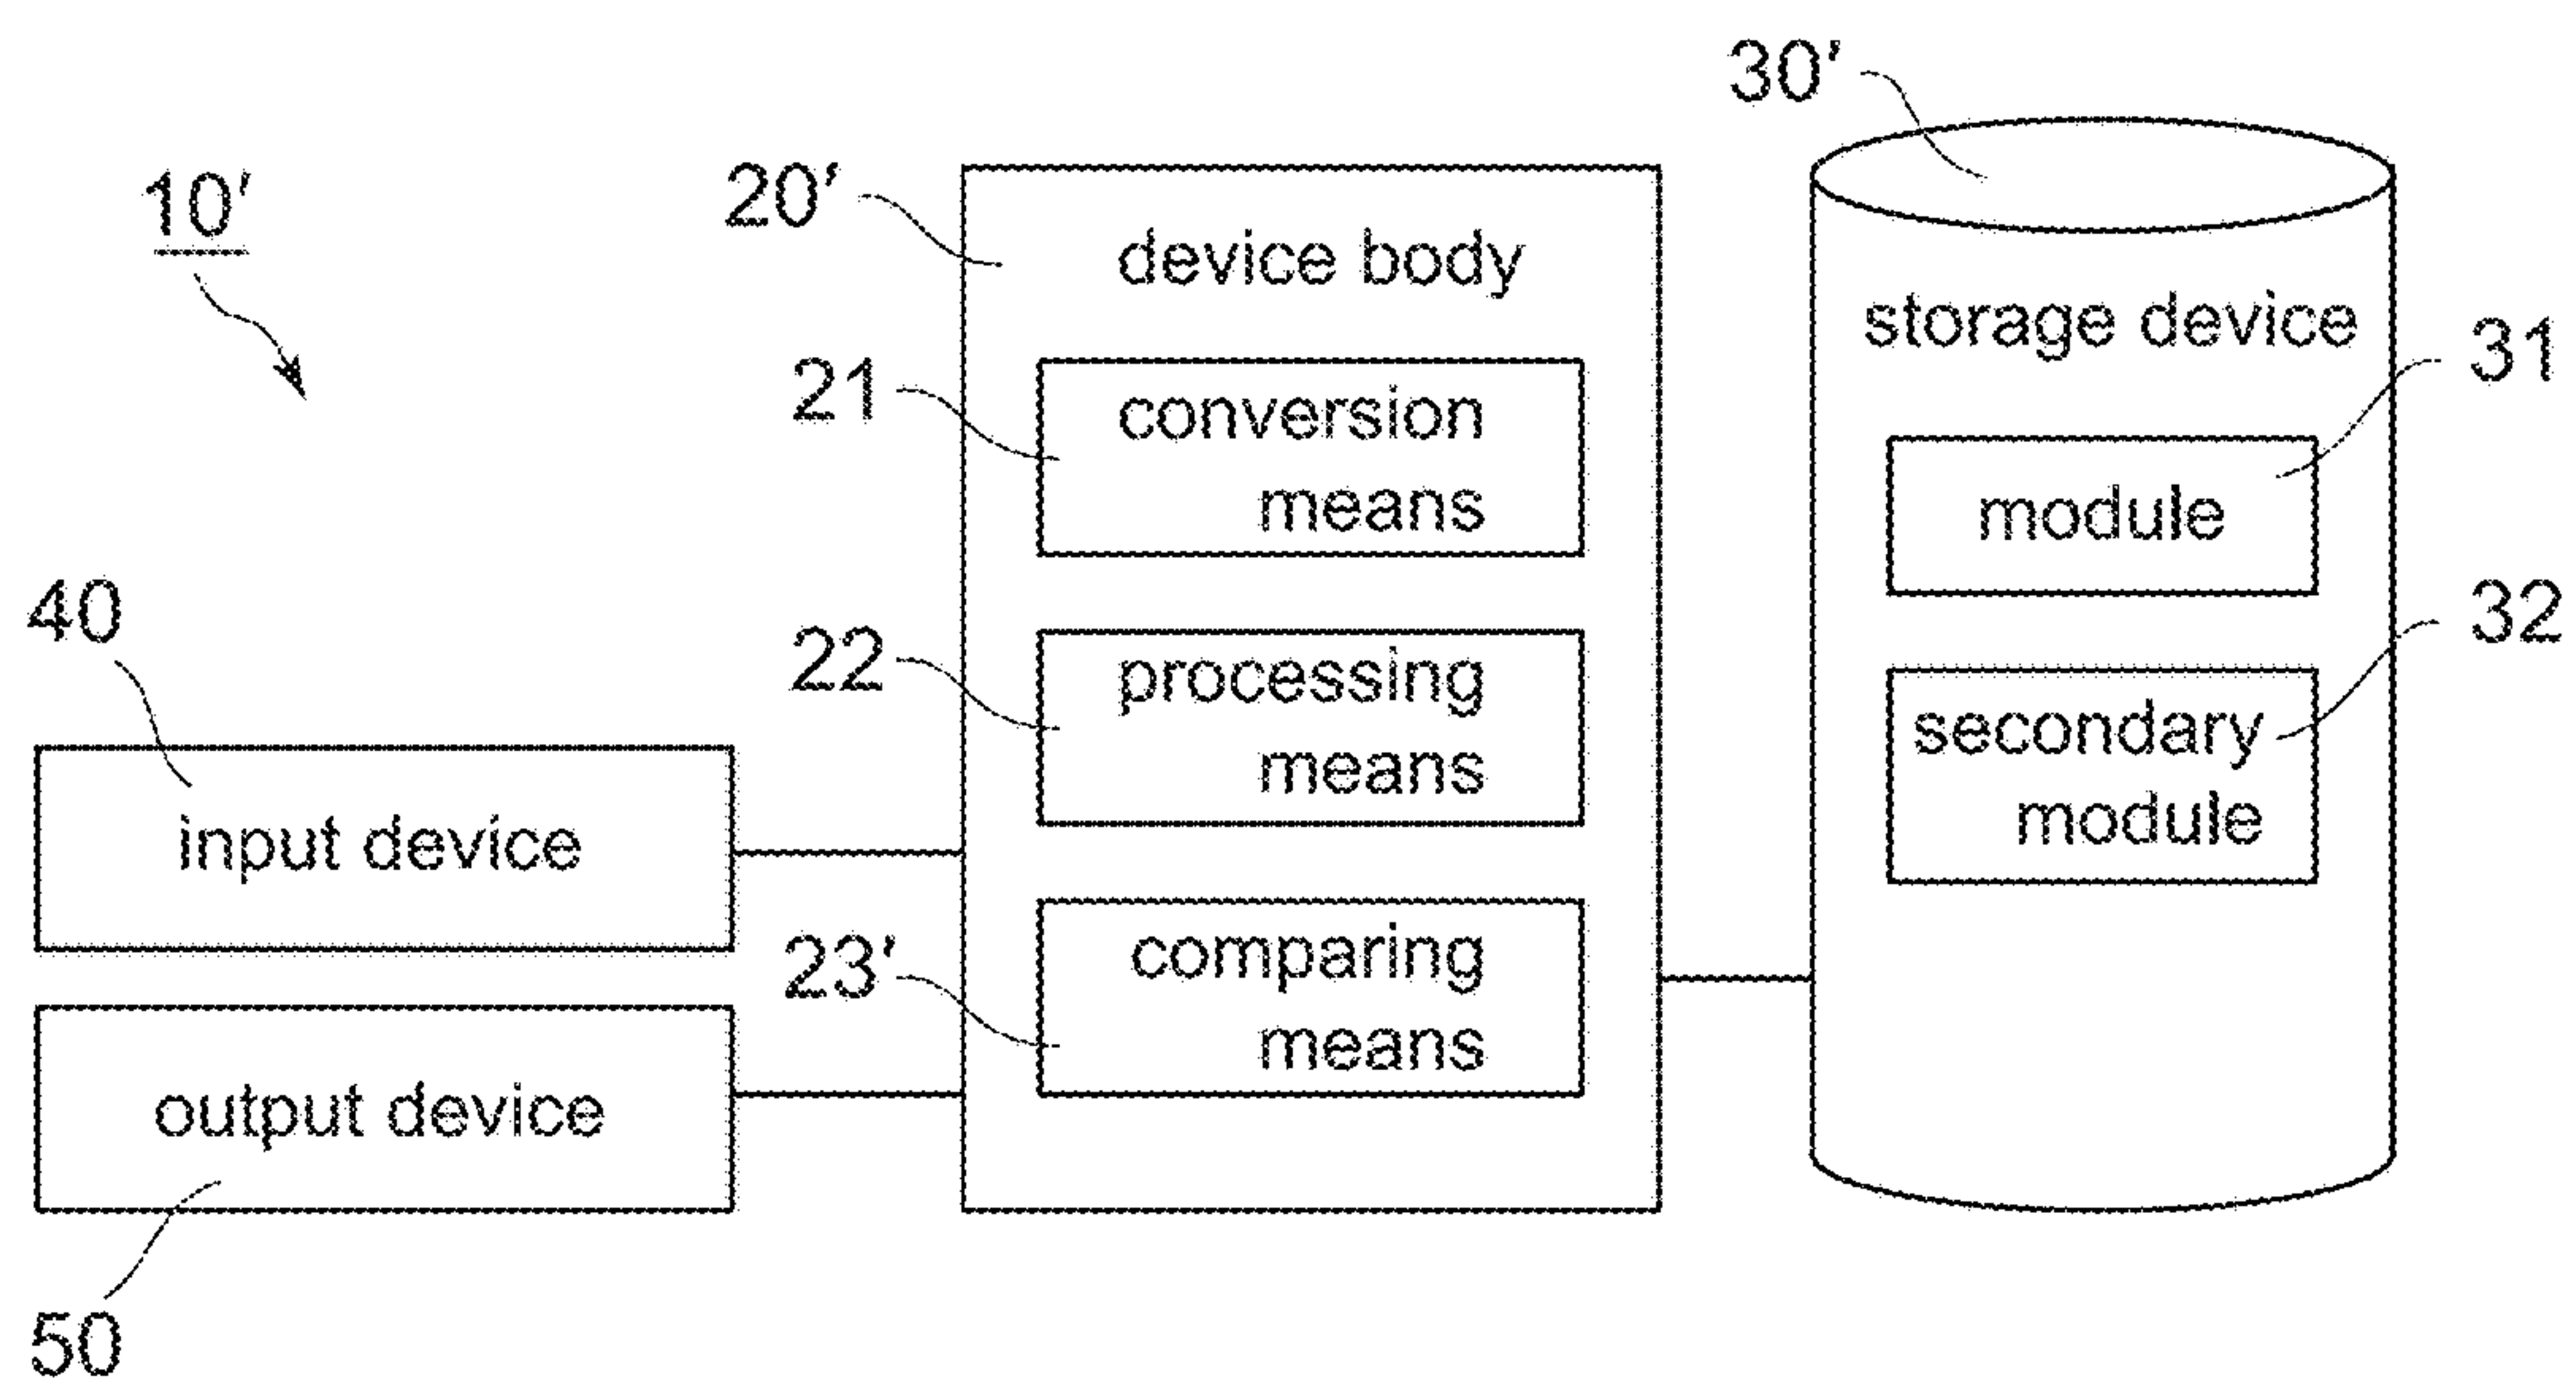 10'
40
input device
output device
50
20'
device body
21
conversion
means
22
processing
means
23'
comparing
means
30'
storage device
31
module
32
secondary
module